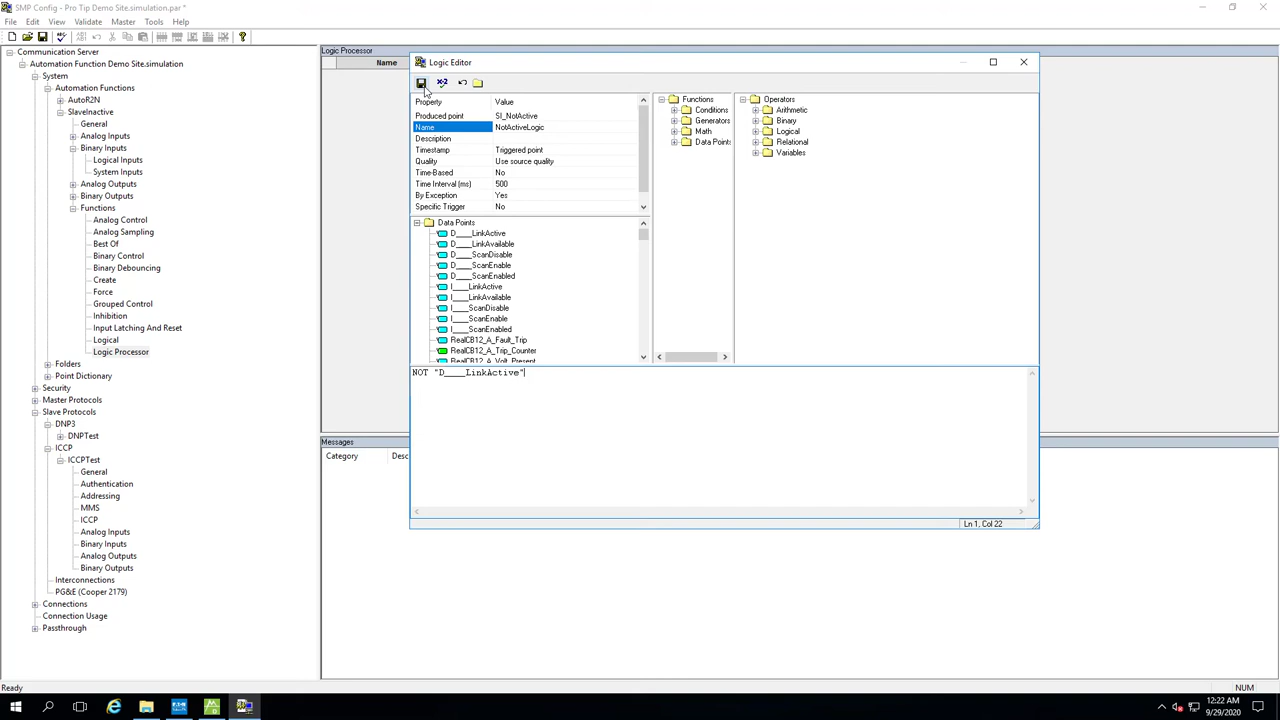 SMP Config - Pro Tip Demo Site.simulation.par *
File Edit View Validate Master Tools Help
Communication Server
Automation Function Demo Site.simulation
System
Automation Functions
AutoR2N
SlaveInactive
General
Analog Inputs
Binary Inputs
Logical Inputs
System Inputs
Analog Outputs
Binary Outputs
Functions
Analog Control
Analog Sampling
Best Of
Binary Control
Binary Debouncing
Create
Force
Grouped Control
Inhibition
Input Latching And Reset
Logical
Logic Processor
Folders
Point Dictionary
Security
Master Protocols
Slave Protocols
DNP3
DNPTest
ICCP
ICCPTest
General
Authentication
Addressing
MMS
ICCP
Analog Inputs
Binary Inputs
Analog Outputs
Binary Outputs
Interconnections
PG&E (Cooper 2179)
Connections
Connection Usage
Passthrough
Logic Processor
Name
Logic Editor
Property Value
Produced point SI_NotActive
Name NotActiveLogic
Description
Timestamp Triggered point
Quality Use source quality
Time-Based No
Time Interval (ms) 500
By Exception Yes
Specific Trigger No
Data Points
D____LinkActive
D____LinkAvailable
D____ScanDisable
D____ScanEnable
D____ScanEnabled
I____LinkActive
I____LinkAvailable
I____ScanDisable
I____ScanEnable
I____ScanEnabled
RealCB12_A_Fault_Trip
RealCB12_A_Trip_Counter
RealCB12_A_Volt_Present
Functions
Conditions
Generators
Math
Data Points
Operators
Arithmetic
Binary
Logical
Relational
Variables
NOT "D____LinkActive"
Ln 1, Col 22
Messages
Category Desc
Ready
NUM
12:22 AM
9/29/2020